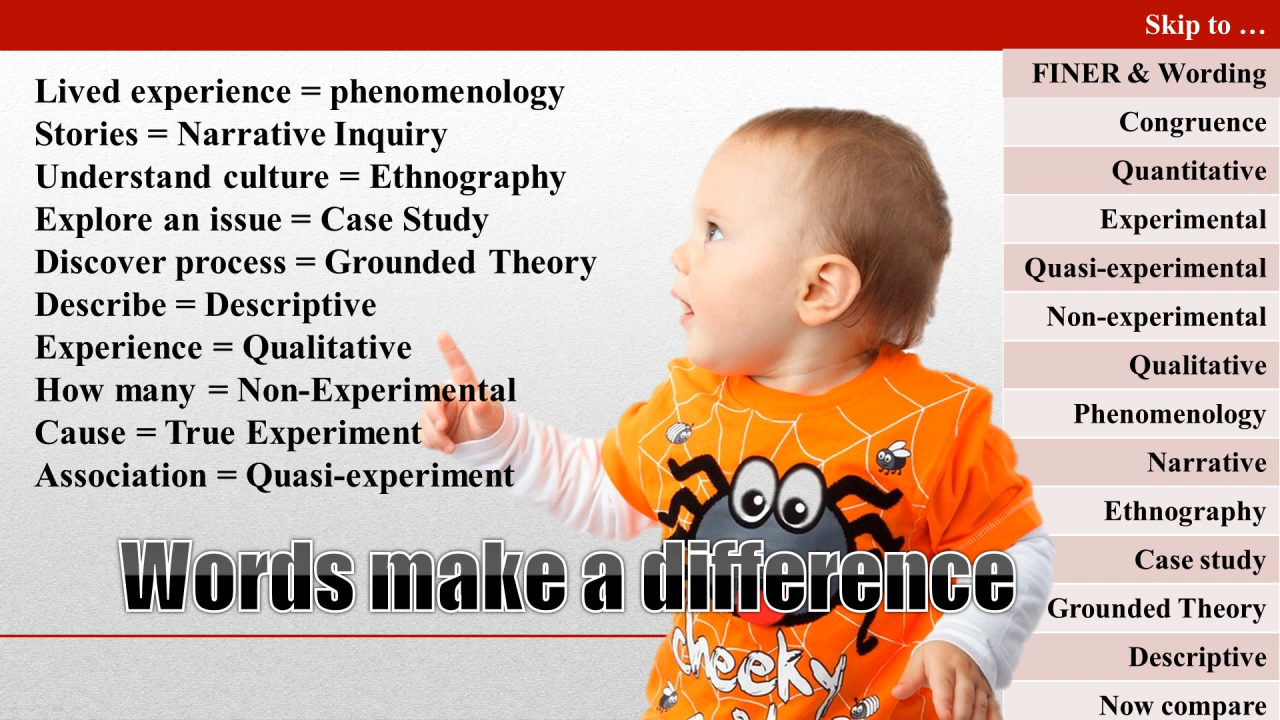 Skip to …
Lived experience = phenomenology
Stories = Narrative Inquiry
Understand culture = Ethnography
Explore an issue = Case Study
Discover process = Grounded Theory
Describe = Descriptive
Experience = Qualitative
How many = Non-Experimental
Cause = True Experiment
Association = Quasi-experiment
Words make a difference
cheeky
FINER & Wording
Congruence
Quantitative
Experimental
Quasi-experimental
Non-experimental
Qualitative
Phenomenology
Narrative
Ethnography
Case study
Grounded Theory
Descriptive
Now compare